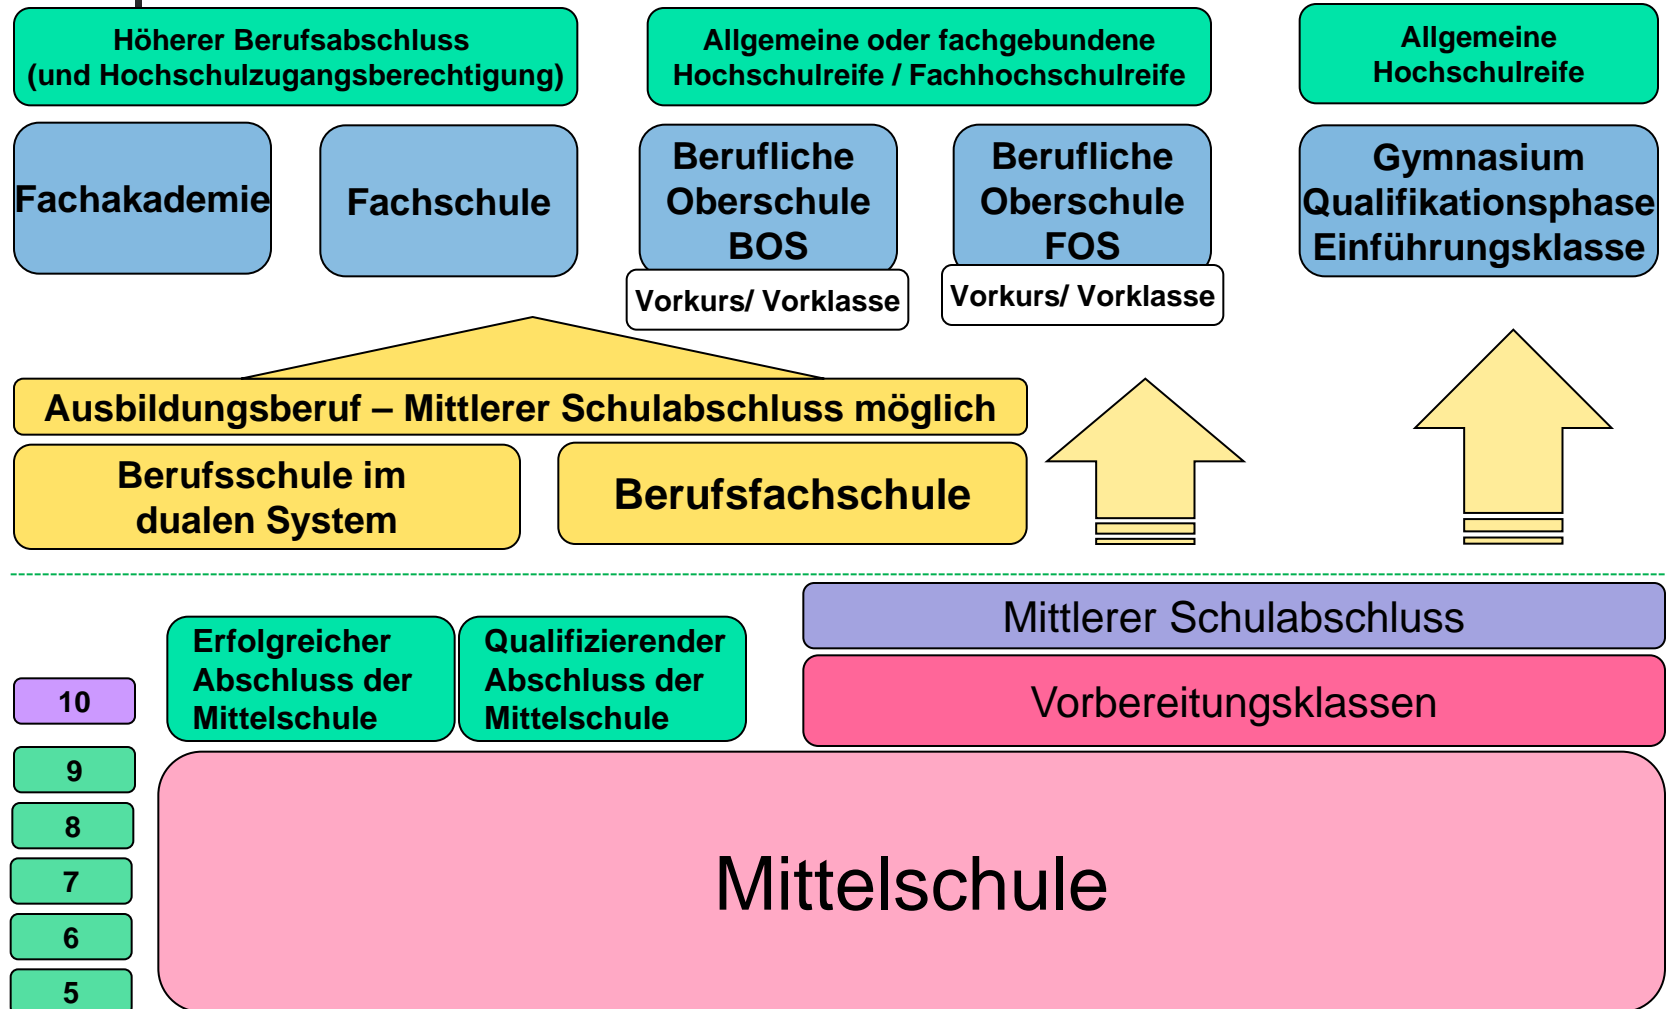 Höherer Berufsabschluss
(und Hochschulzugangsberechtigung)
Allgemeine oder fachgebundene
Hochschulreife / Fachhochschulreife
Allgemeine
Hochschulreife
Fachakademie
Fachschule
Berufliche
Oberschule
BOS
Vorkurs/ Vorklasse
Berufliche
Oberschule
FOS
Vorkurs/ Vorklasse
Gymnasium
Qualifikationsphase
Einführungsklasse
Ausbildungsberuf – Mittlerer Schulabschluss möglich
Berufsschule im
dualen System
Berufsfachschule
Mittlerer Schulabschluss
Erfolgreicher
Abschluss der
Mittelschule
Qualifizierender
Abschluss der
Mittelschule
Vorbereitungsklassen
10
9
8
7
6
5
Mittelschule